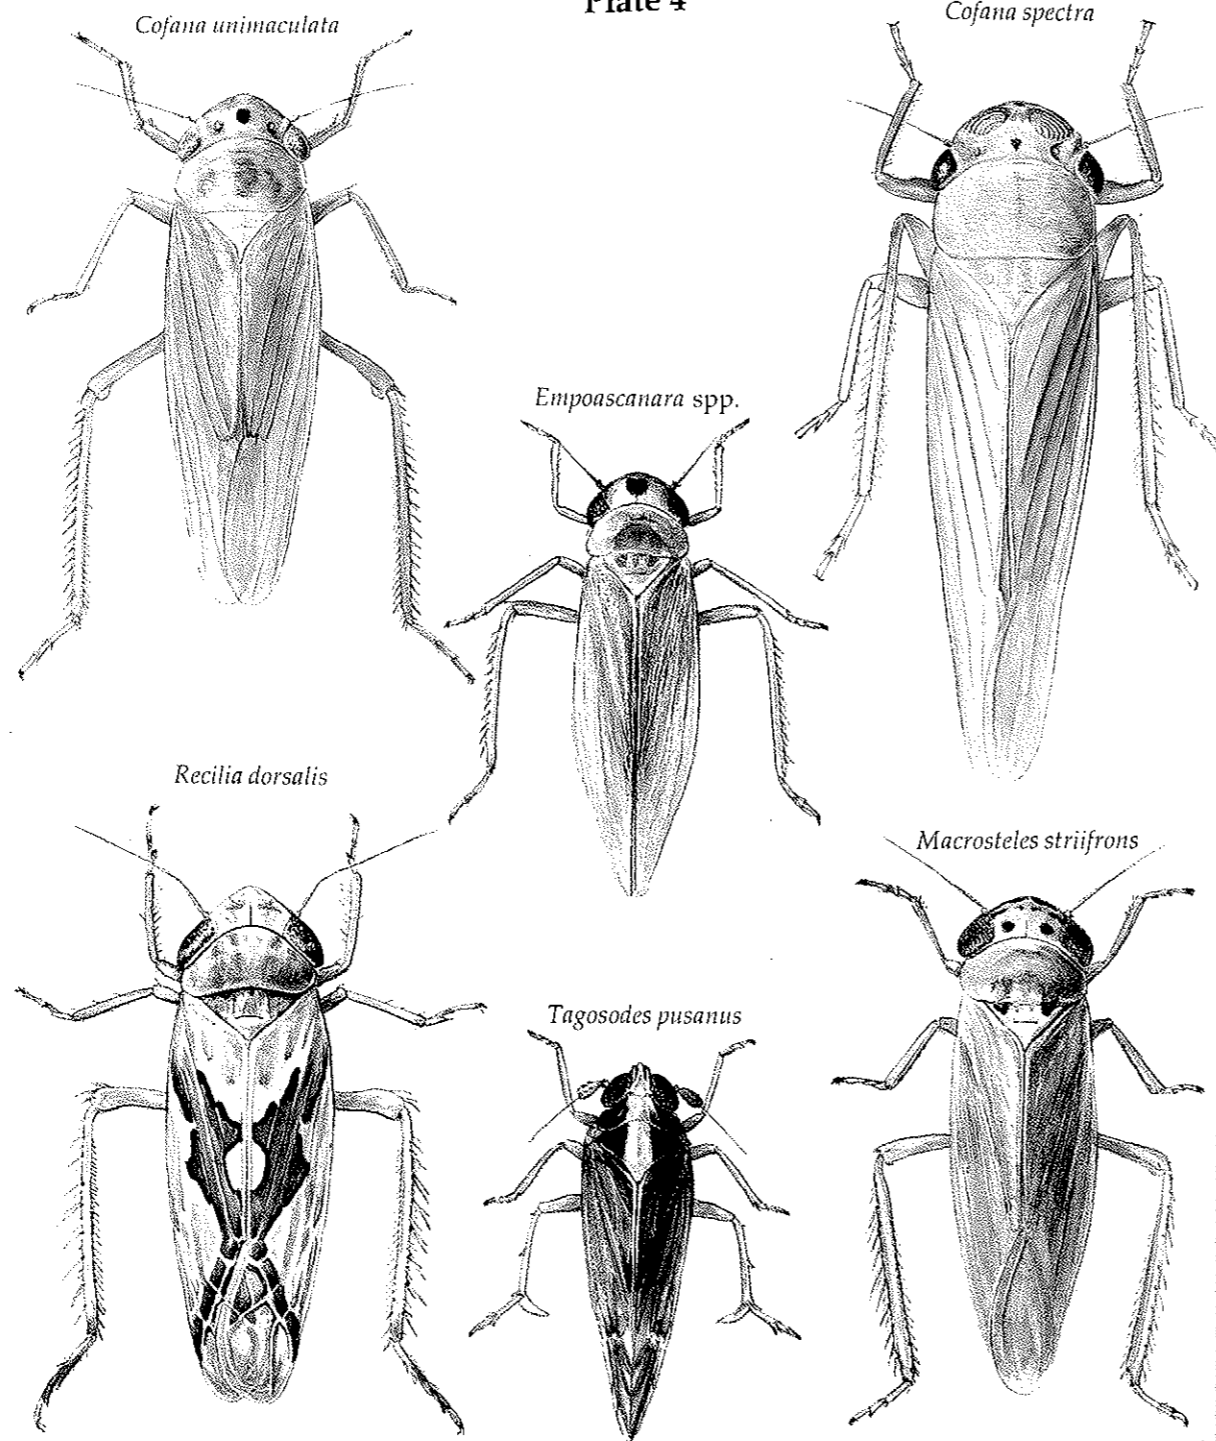 Plate 4
Cofana unimaculata
Cofana spectra
Empoascanara spp.
Recilia dorsalis
Macrosteles striifrons
Tagosodes pusanus